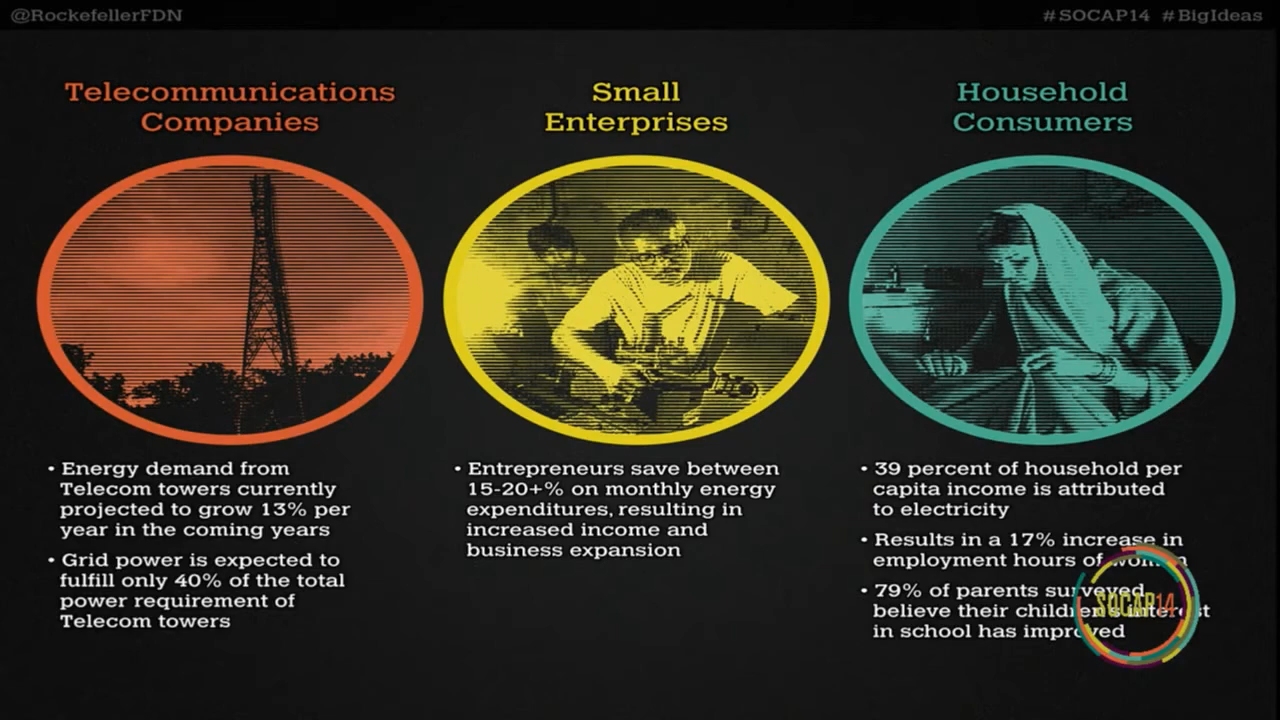 @RockefellerFDN
#SOCAP14 #BigIdeas
Telecommunications
Companies
• Energy demand from
Telecom towers currently
projected to grow 13% per
year in the coming years
• Grid power is expected to
fulfill only 40% of the total
power requirement of
Telecom towers
Small
Enterprises
• Entrepreneurs save between
15-20+% on monthly energy
expenditures, resulting in
increased income and
business expansion
Household
Consumers
• 39 percent of household per
capita income is attributed
to electricity
• Results in a 17% increase in
employment hours of women
• 79% of parents surveyed
believe their children's interest
in school has improved
SOCAP14